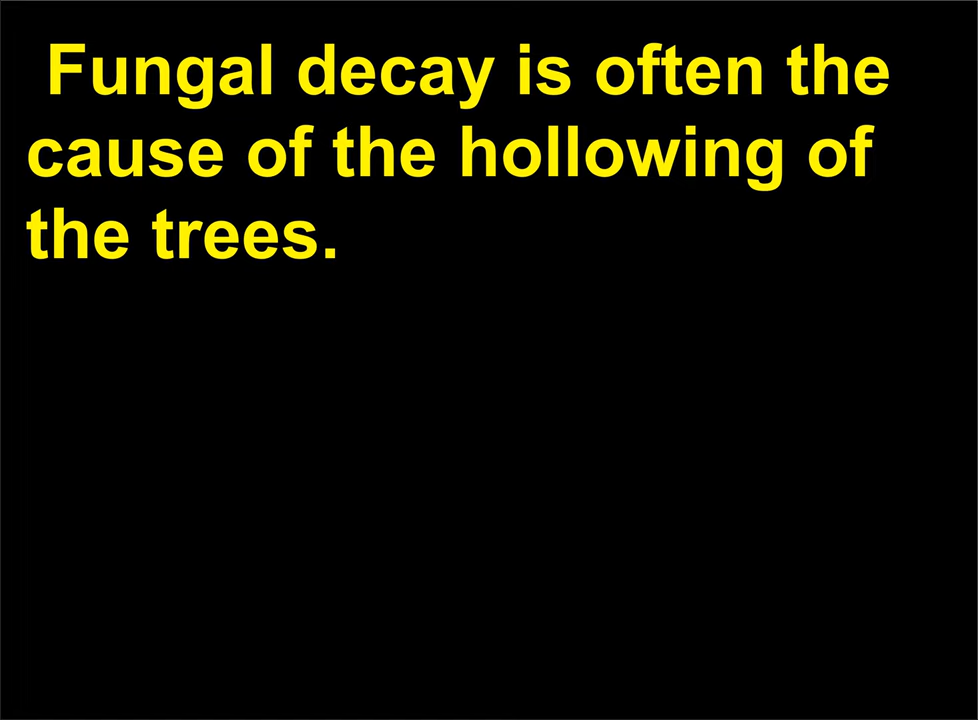 Fungal decay is often the
cause of the hollowing of
the trees.